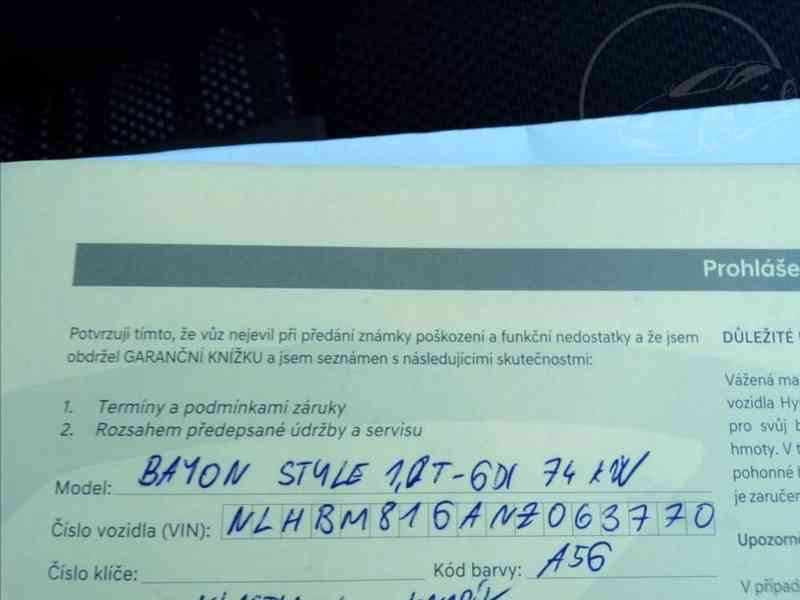 Prohláše
Potvrzuji tímto, že vůz nejevil při předání známky poškození a funkční nedostatky a že jsem
obdržel GARANČNÍ KNÍŽKU a jsem seznámen s následujícími skutečnostmi:
1. Termíny a podmínkami záruky
2. Rozsahem předepsané údržby a servisu
Model: BAYON STYLE 1,0T-6DI 74 kW
Číslo vozidla (VIN): NLHBM816ANZ063770
Číslo klíče:
Kód barvy: A56
DŮLEŽITÉ
Vážená ma
vozidla Hy
pro svůj b
hmoty. V t
pohonné h
je zaručen
Upozorně
V případ